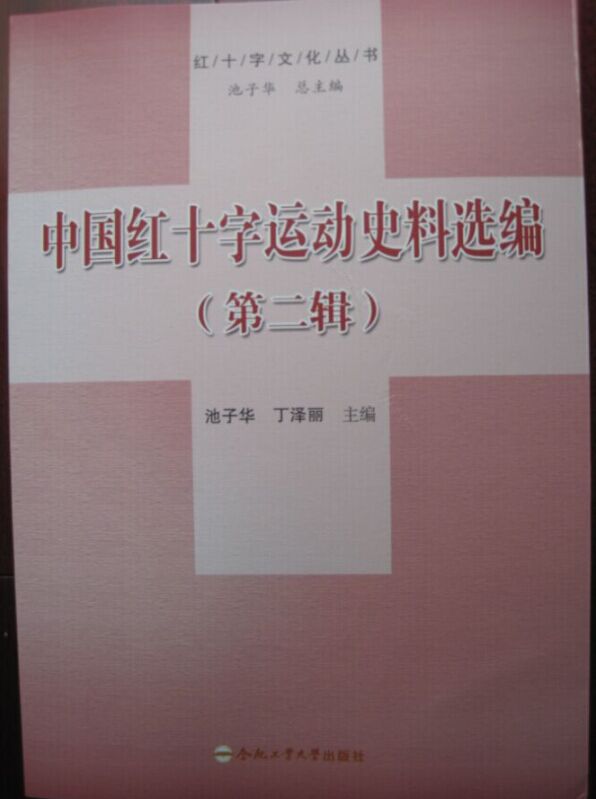 红/十/字/文/化/丛/书
池子华 总主编
中国红十字运动史料选编
（第二辑）
池子华 丁泽丽 主编
合肥工业大学出版社